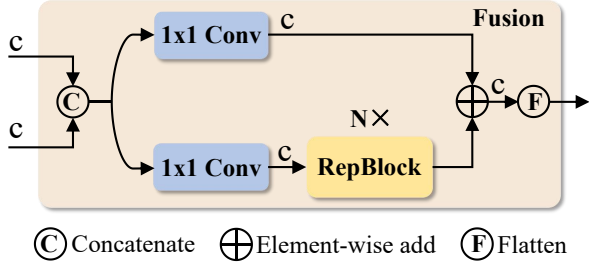 Fusion
c
1x1 Conv
c
C
c
F
c
N×
1x1 Conv
c
RepBlock
C Concatenate
Element-wise add
F Flatten